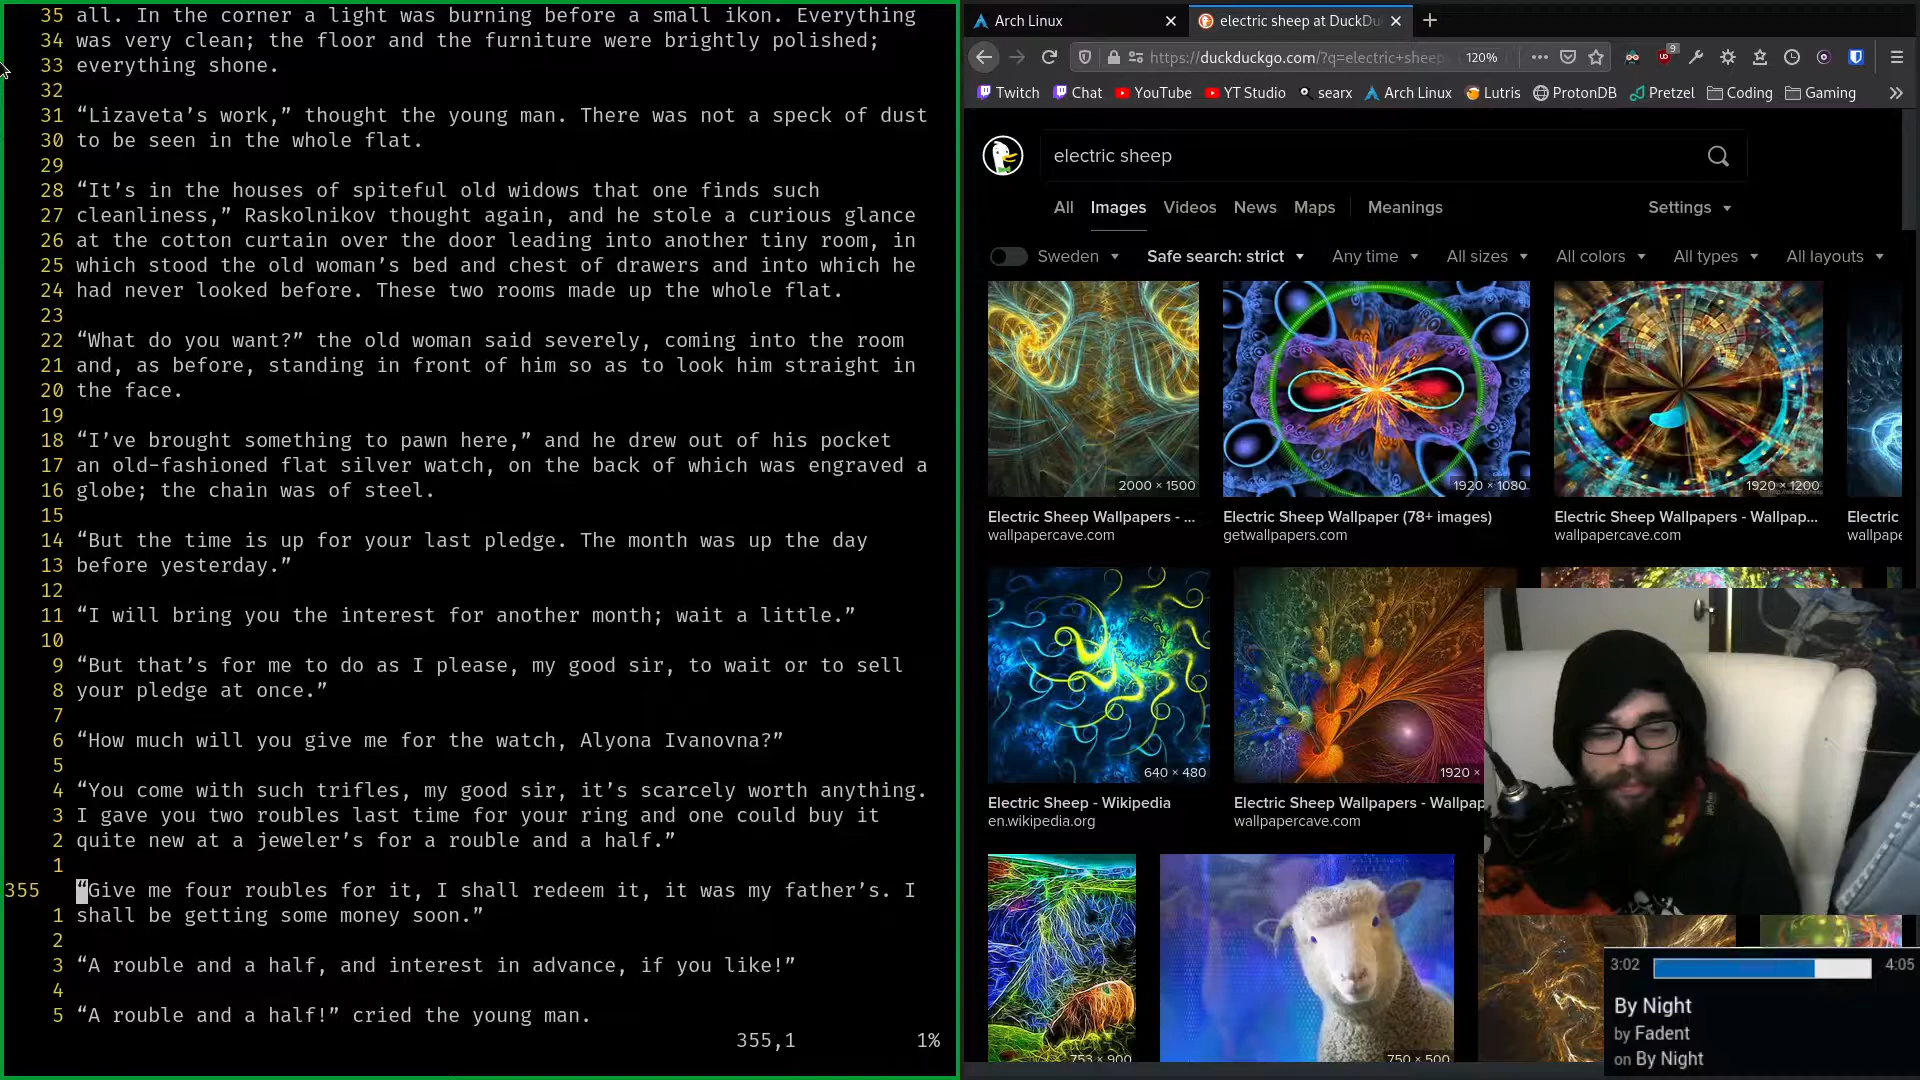 35 all. In the corner a light was burning before a small ikon. Everything
34 was very clean; the floor and the furniture were brightly polished;
33 everything shone.
32
31 “Lizaveta’s work,” thought the young man. There was not a speck of dust
30 to be seen in the whole flat.
29
28 “It’s in the houses of spiteful old widows that one finds such
27 cleanliness,” Raskolnikov thought again, and he stole a curious glance
26 at the cotton curtain over the door leading into another tiny room, in
25 which stood the old woman’s bed and chest of drawers and into which he
24 had never looked before. These two rooms made up the whole flat.
23
22 “What do you want?” the old woman said severely, coming into the room
21 and, as before, standing in front of him so as to look him straight in
20 the face.
19
18 “I’ve brought something to pawn here,” and he drew out of his pocket
17 an old-fashioned flat silver watch, on the back of which was engraved a
16 globe; the chain was of steel.
15
14 “But the time is up for your last pledge. The month was up the day
13 before yesterday.”
12
11 “I will bring you the interest for another month; wait a little.”
10
9 “But that’s for me to do as I please, my good sir, to wait or to sell
8 your pledge at once.”
7
6 “How much will you give me for the watch, Alyona Ivanovna?”
5
4 “You come with such trifles, my good sir, it’s scarcely worth anything.
3 I gave you two roubles last time for your ring and one could buy it
2 quite new at a jeweler’s for a rouble and a half.”
1
355 “Give me four roubles for it, I shall redeem it, it was my father’s. I
1 shall be getting some money soon.”
2
3 “A rouble and a half, and interest in advance, if you like!”
4
5 “A rouble and a half!” cried the young man.
355,1 1%
Arch Linux
electric sheep at DuckDu
https://duckduckgo.com/?q=electric+sheep
120%
9
Twitch Chat YouTube YT Studio searx Arch Linux Lutris ProtonDB Pretzel Coding Gaming
electric sheep
All Images Videos News Maps Meanings Settings
Sweden Safe search: strict Any time All sizes All colors All types All layouts
2000 × 1500 1920 × 1080 1920 × 1200
Electric Sheep Wallpapers - ... Electric Sheep Wallpaper (78+ images) Electric Sheep Wallpapers - Wallpap... Electric
wallpapercave.com getwallpapers.com wallpapercave.com wallpape
640 × 480 1920 ×
Electric Sheep - Wikipedia Electric Sheep Wallpapers - Wallpap
en.wikipedia.org wallpapercave.com
753 × 900 750 × 500
3:02 4:05
By Night
by Fadent
on By Night